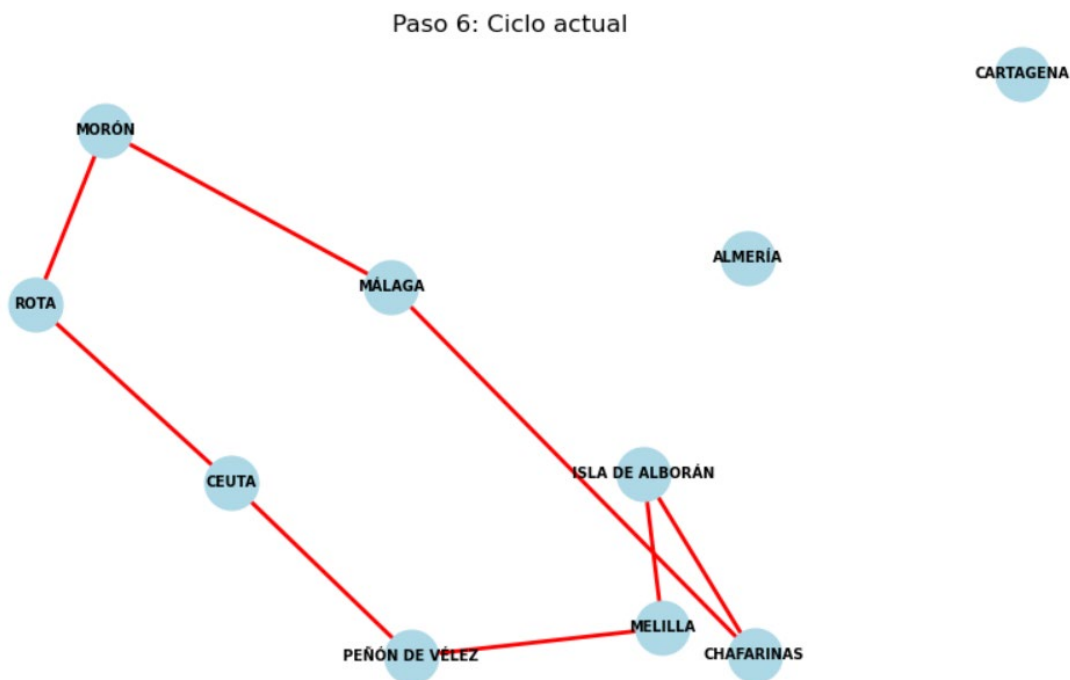 Paso 6: Ciclo actual
CARTAGENA
MORÓN
ALMERÍA
MÁLAGA
ROTA
ISLA DE ALBORÁN
CEUTA
MELILLA
PEÑÓN DE VÉLEZ
CHAFARINAS